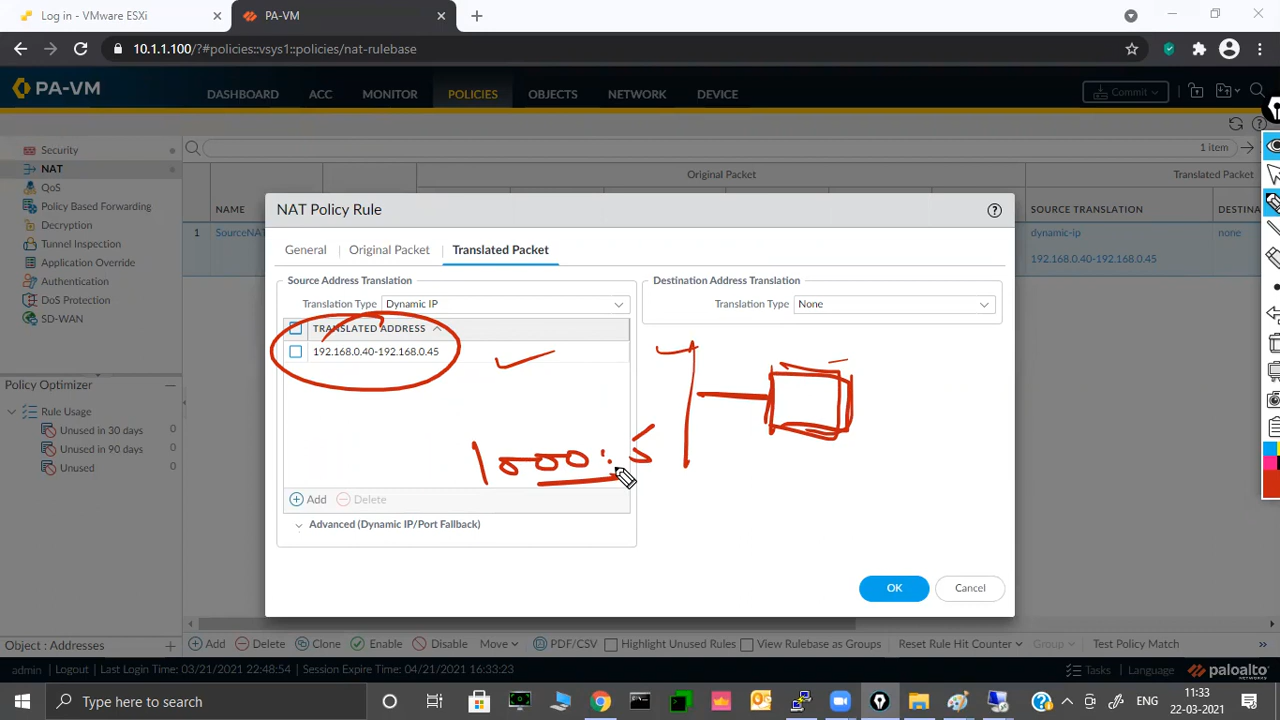 Log in - VMware ESXi
PA-VM
10.1.1.100/?#policies::vsys1::policies/nat-rulebase
PA-VM
DASHBOARD
ACC
MONITOR
POLICIES
OBJECTS
NETWORK
DEVICE
Commit
Security
NAT
QoS
Policy Based Forwarding
Decryption
Tunnel Inspection
Application Override
Authentication
DoS Protection
SD-WAN
1 item
Original Packet
Translated Packet
NAME
SOURCE TRANSLATION
DESTINA
1
SourceNAT
dynamic-ip
none
192.168.0.40-192.168.0.45
NAT Policy Rule
General
Original Packet
Translated Packet
Source Address Translation
Translation Type
Dynamic IP
TRANSLATED ADDRESS
192.168.0.40-192.168.0.45
1000:5
Add
Delete
Advanced (Dynamic IP/Port Fallback)
Destination Address Translation
Translation Type
None
OK
Cancel
Policy Optimizer
Rule Usage
Unused in 30 days
Unused in 90 days
Unused
Object : Addresses
Add
Delete
Clone
Enable
Disable
Move
PDF/CSV
Highlight Unused Rules
View Rulebase as Groups
Reset Rule Hit Counter
Group
Test Policy Match
admin | Logout | Last Login Time: 03/21/2021 22:48:54 | Session Expire Time: 04/21/2021 16:33:23
Tasks
Language
paloalto
NETWORKS
Type here to search
ENG
11:33
22-03-2021